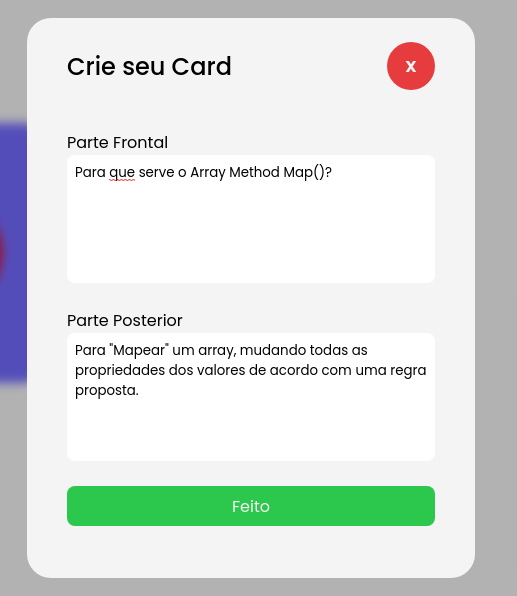 Crie seu Card
x
Parte Frontal
Para que serve o Array Method Map()?
Parte Posterior
Para "Mapear" um array, mudando todas as
propriedades dos valores de acordo com uma regra
proposta.
Feito